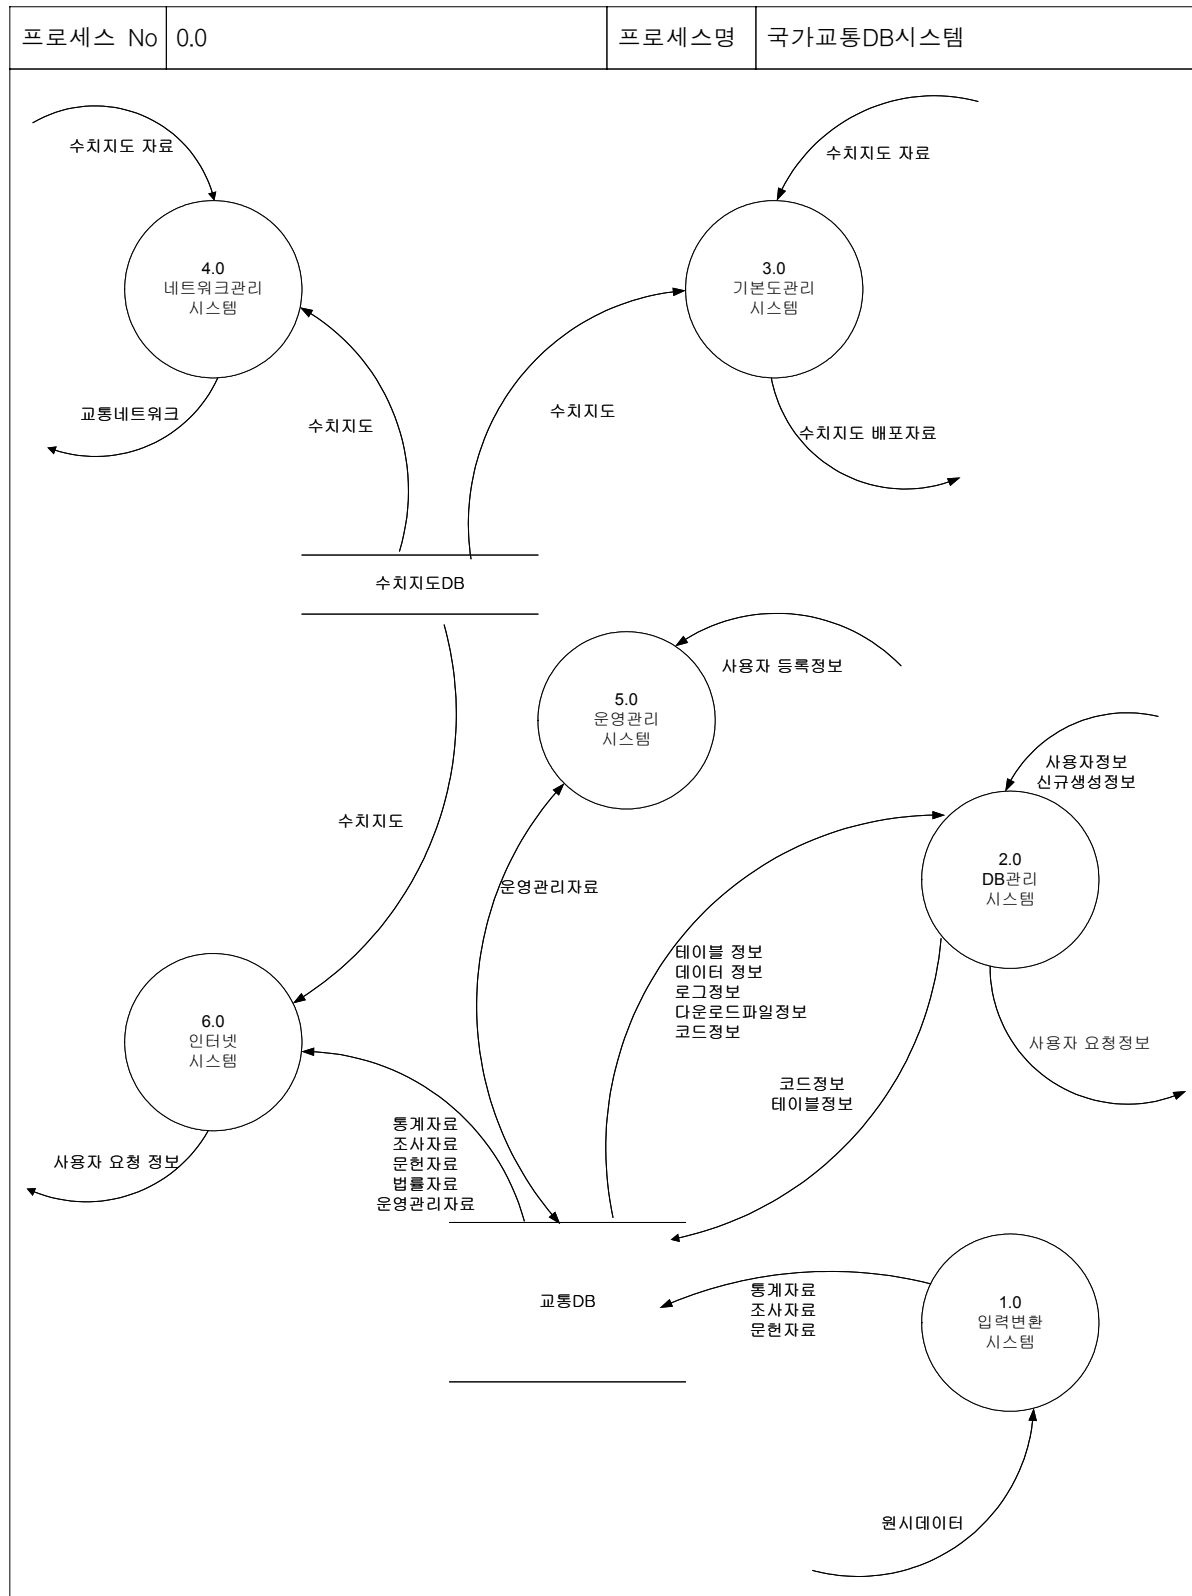 프로세스 No 0.0 프로세스명 국가교통DB시스템
수치지도 자료
수치지도 자료
4.0
네트워크관리
시스템
3.0
기본도관리
시스템
교통네트워크
수치지도
수치지도
수치지도 배포자료
수치지도DB
사용자 등록정보
5.0
운영관리
시스템
사용자정보
신규생성정보
수치지도
2.0
DB관리
시스템
운영관리자료
테이블 정보
데이터 정보
로그정보
다운로드파일정보
코드정보
6.0
인터넷
시스템
사용자 요청정보
코드정보
테이블정보
통계자료
조사자료
문헌자료
법률자료
운영관리자료
사용자 요청 정보
교통DB
통계자료
조사자료
문헌자료
1.0
입력변환
시스템
원시데이터